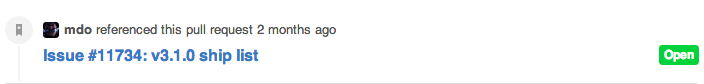 mdo referenced this pull request 2 months ago
Issue #11734: v3.1.0 ship list
Open